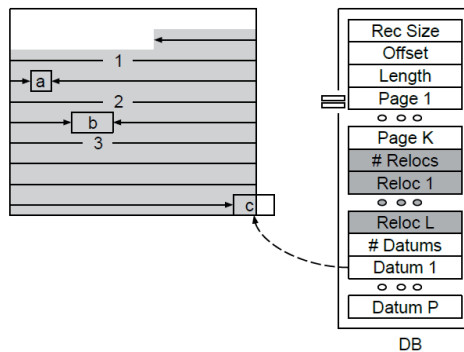 1
a
2
b
3
c
Rec Size
Offset
Length
Page 1
Page K
# Relocs
Reloc 1
Reloc L
# Datums
Datum 1
Datum P
DB